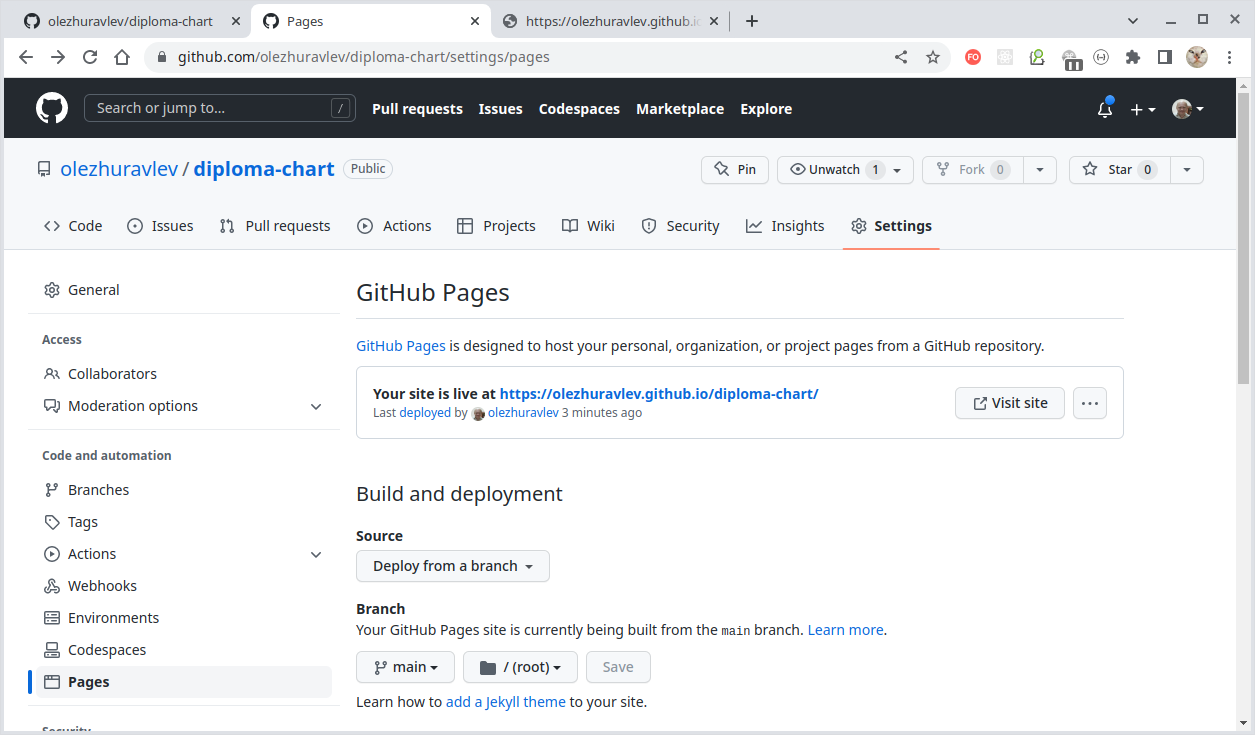 olezhuravlev/diploma-chart
Pages
https://olezhuravlev.github.i
github.com/olezhuravlev/diploma-chart/settings/pages
FO
Search or jump to...
/
Pull requests
Issues
Codespaces
Marketplace
Explore
olezhuravlev / diploma-chart
Public
Pin
Unwatch 1
Fork 0
Star 0
Code
Issues
Pull requests
Actions
Projects
Wiki
Security
Insights
Settings
General
Access
Collaborators
Moderation options
Code and automation
Branches
Tags
Actions
Webhooks
Environments
Codespaces
Pages
Security
GitHub Pages
GitHub Pages is designed to host your personal, organization, or project pages from a GitHub repository.
Your site is live at https://olezhuravlev.github.io/diploma-chart/
Last deployed by olezhuravlev 3 minutes ago
Visit site
Build and deployment
Source
Deploy from a branch
Branch
Your GitHub Pages site is currently being built from the main branch. Learn more.
main
/ (root)
Save
Learn how to add a Jekyll theme to your site.